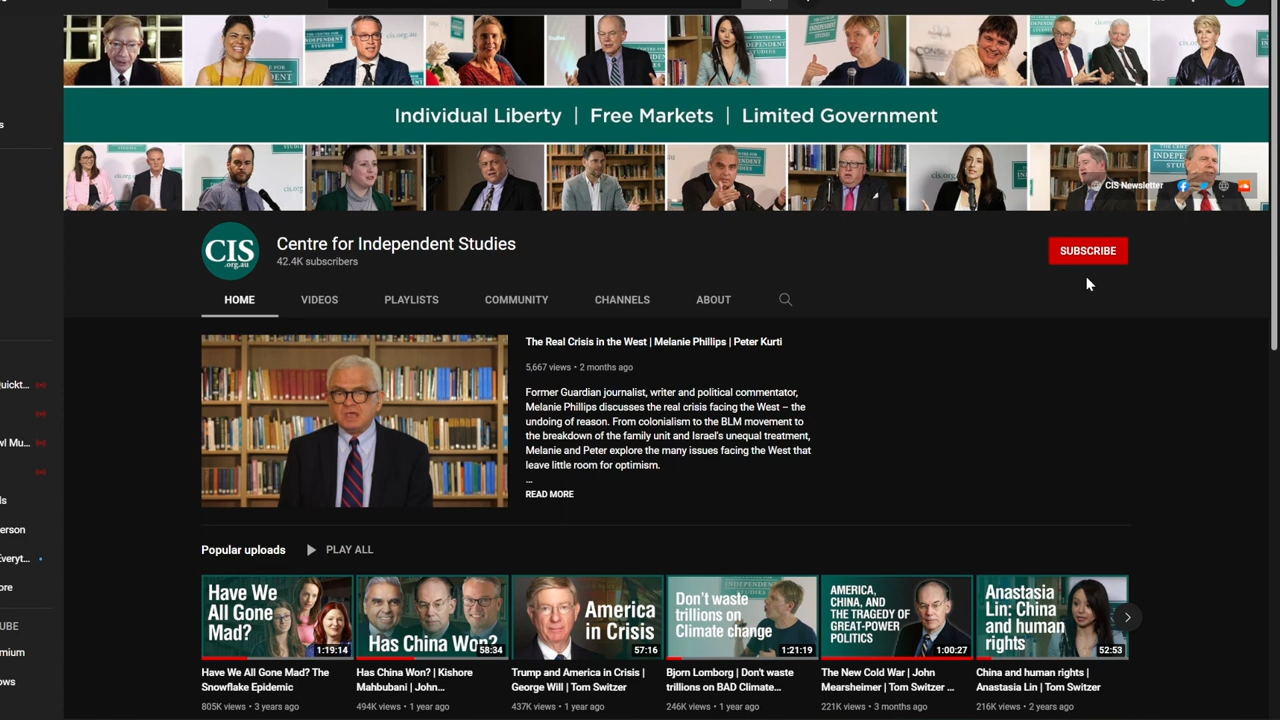 Individual Liberty | Free Markets | Limited Government
CIS Newsletter
CIS
.org.au
Centre for Independent Studies
42.4K subscribers
SUBSCRIBE
HOME VIDEOS PLAYLISTS COMMUNITY CHANNELS ABOUT
The Real Crisis in the West | Melanie Phillips | Peter Kurti
5,667 views • 2 months ago
Former Guardian journalist, writer and political commentator,
Melanie Phillips discusses the real crisis facing the West – the
undoing of reason. From colonialism to the BLM movement to
the breakdown of the family unit and Israel's unequal treatment,
Melanie and Peter explore the many issues facing the West that
leave little room for optimism.
...
READ MORE
Popular uploads PLAY ALL
Have We
All Gone
Mad?
1:19:14
Has China Won?
58:34
America
in Crisis
57:16
Don't waste
trillions on
Climate change
1:21:19
AMERICA,
CHINA, AND
THE TRAGEDY OF
GREAT-POWER
POLITICS
1:00:27
Anastasia
Lin: China
and human
rights
52:53
Have We All Gone Mad? The
Snowflake Epidemic
805K views • 3 years ago
Has China Won? | Kishore
Mahbubani | John...
494K views • 1 year ago
Trump and America in Crisis |
George Will | Tom Switzer
437K views • 1 year ago
Bjorn Lomborg | Don't waste
trillions on BAD Climate...
246K views • 1 year ago
The New Cold War | John
Mearsheimer | Tom Switzer ...
221K views • 3 months ago
China and human rights |
Anastasia Lin | Tom Switzer
216K views • 2 years ago